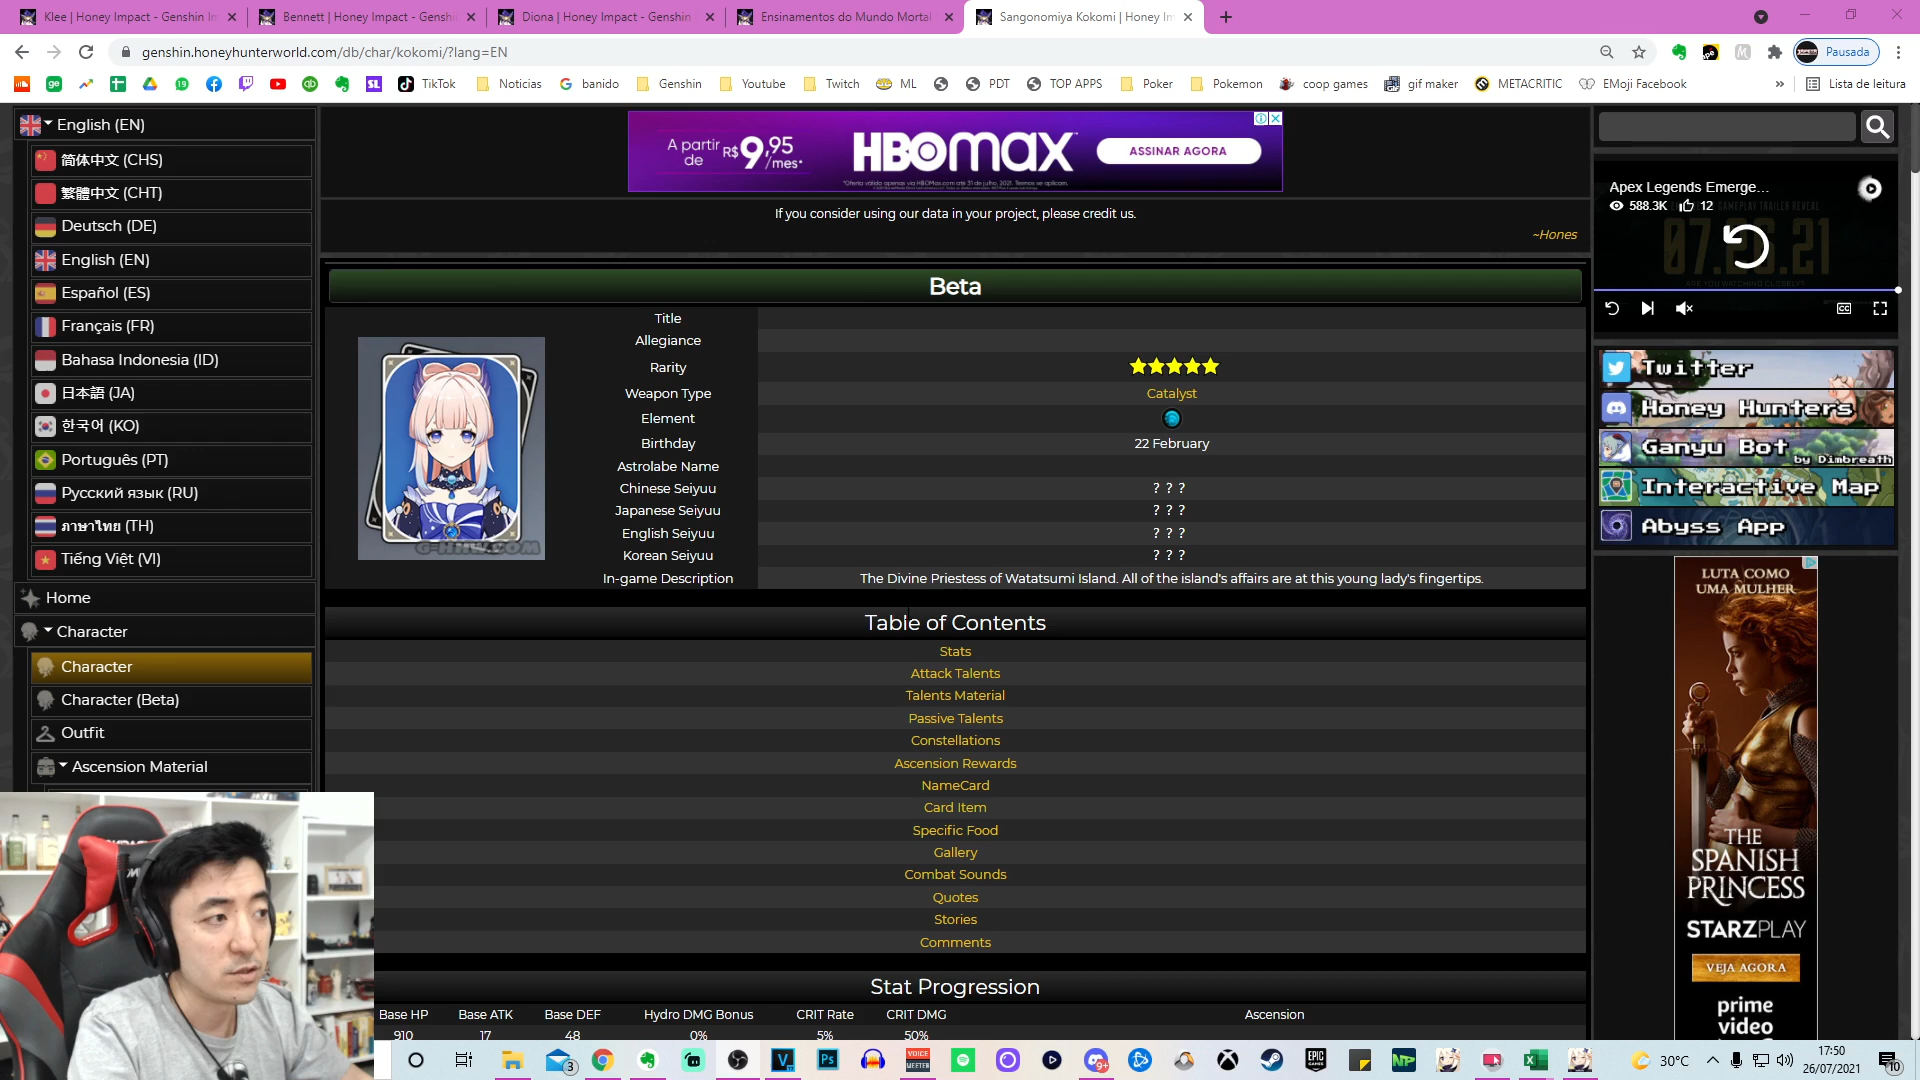 Klee | Honey Impact - Genshin In
Bennett | Honey Impact - Genshi
Diona | Honey Impact - Genshin
Ensinamentos do Mundo Mortal
Sangonomiya Kokomi | Honey Im
genshin.honeyhunterworld.com/db/char/kokomi/?lang=EN
Pausada
TikTok
Noticias
banido
Genshin
Youtube
Twitch
ML
PDT
TOP APPS
Poker
Pokemon
coop games
gif maker
METACRITIC
EMoji Facebook
Lista de leitura
English (EN)
简体中文 (CHS)
繁體中文 (CHT)
Deutsch (DE)
English (EN)
Español (ES)
Français (FR)
Bahasa Indonesia (ID)
日本語 (JA)
한국어 (KO)
Português (PT)
Русский язык (RU)
ภาษาไทย (TH)
Tiếng Việt (VI)
Home
Character
Character
Character (Beta)
Outfit
Ascension Material
A partir de R$9,95/mês*
HBOmax
ASSINAR AGORA
If you consider using our data in your project, please credit us.
~Hones
Beta
Title
Allegiance
Rarity
Weapon Type Catalyst
Element
Birthday 22 February
Astrolabe Name
Chinese Seiyuu ? ? ?
Japanese Seiyuu ? ? ?
English Seiyuu ? ? ?
Korean Seiyuu ? ? ?
In-game Description The Divine Priestess of Watatsumi Island. All of the island's affairs are at this young lady's fingertips.
G-HHW.COM
Table of Contents
Stats
Attack Talents
Talents Material
Passive Talents
Constellations
Ascension Rewards
NameCard
Card Item
Specific Food
Gallery
Combat Sounds
Quotes
Stories
Comments
Stat Progression
Base HP Base ATK Base DEF Hydro DMG Bonus CRIT Rate CRIT DMG Ascension
910 17 48 0% 5% 50%
Apex Legends Emerge...
588.3K 12
07.26.21
Twitter
Honey Hunters
Ganyu Bot
by Dimbreath
Interactive Map
Abyss App
LUTA COMO
UMA MULHER
THE
SPANISH
PRINCESS
STARZPLAY
VEJA AGORA
prime
video
30°C
17:50
26/07/2021